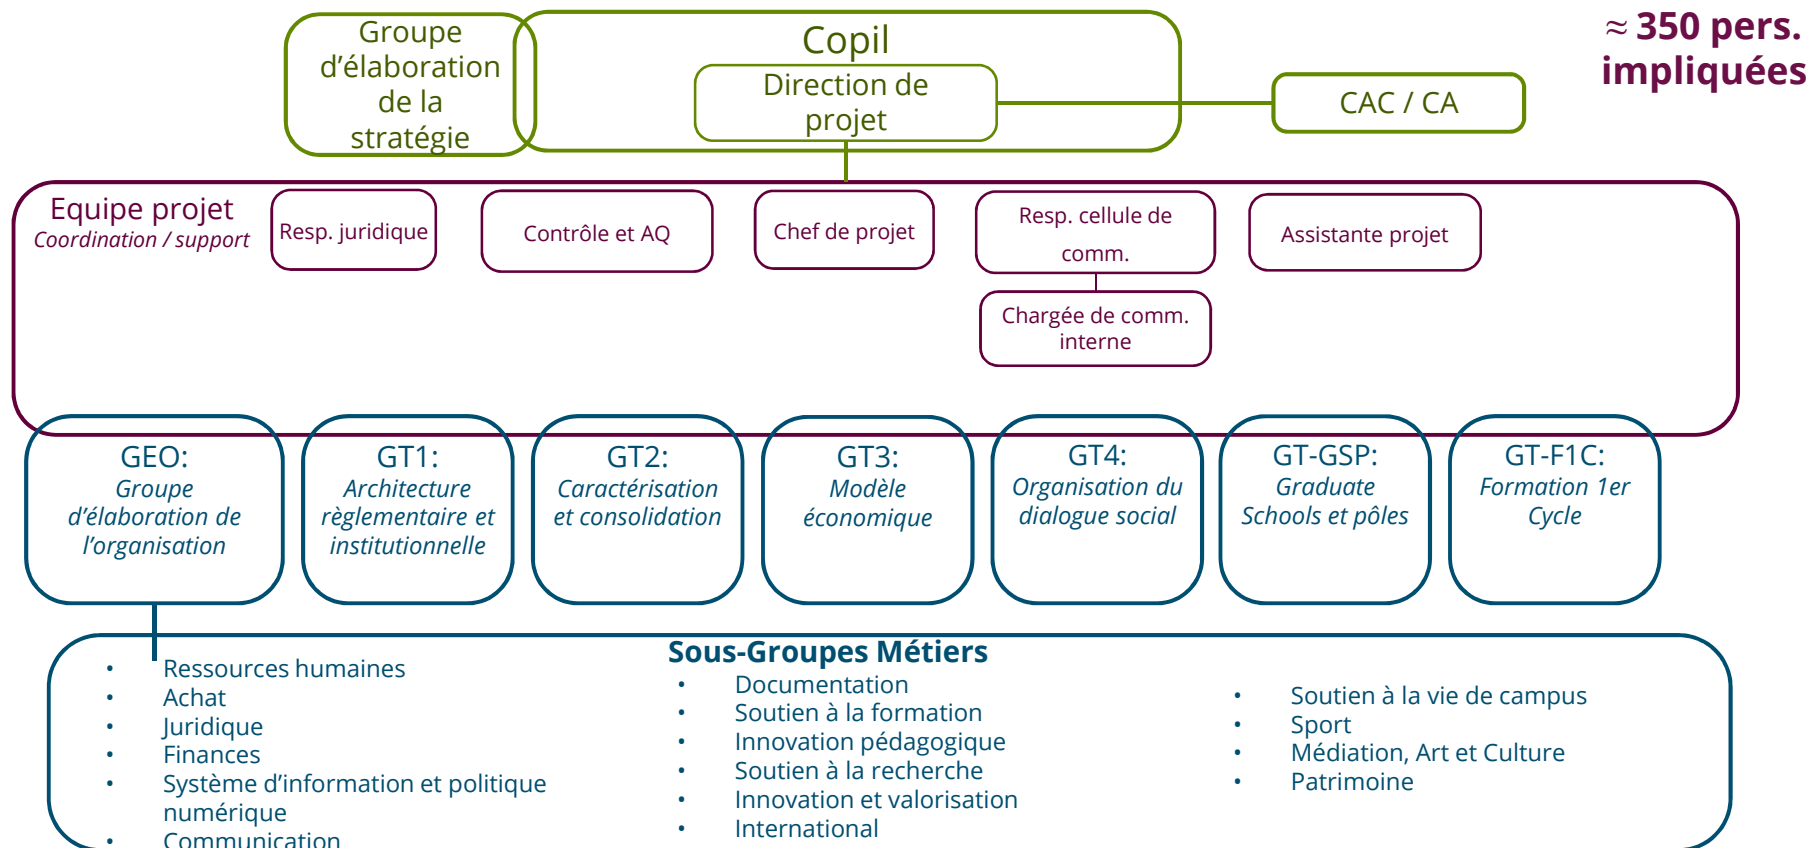 Groupe
d’élaboration
de la
stratégie
Copil
Direction de
projet
CAC / CA
≈ 350 pers.
impliquées
Equipe projet
Coordination / support
Resp. juridique
Contrôle et AQ
Chef de projet
Resp. cellule de
comm.
Chargée de comm.
interne
Assistante projet
GEO:
Groupe
d’élaboration de
l’organisation
GT1:
Architecture
règlementaire et
institutionnelle
GT2:
Caractérisation
et consolidation
GT3:
Modèle
économique
GT4:
Organisation du
dialogue social
GT-GSP:
Graduate
Schools et pôles
GT-F1C:
Formation 1er
Cycle
Sous-Groupes Métiers
• Ressources humaines
• Achat
• Juridique
• Finances
• Système d’information et politique
numérique
• Communication
• Documentation
• Soutien à la formation
• Innovation pédagogique
• Soutien à la recherche
• Innovation et valorisation
• International
• Soutien à la vie de campus
• Sport
• Médiation, Art et Culture
• Patrimoine